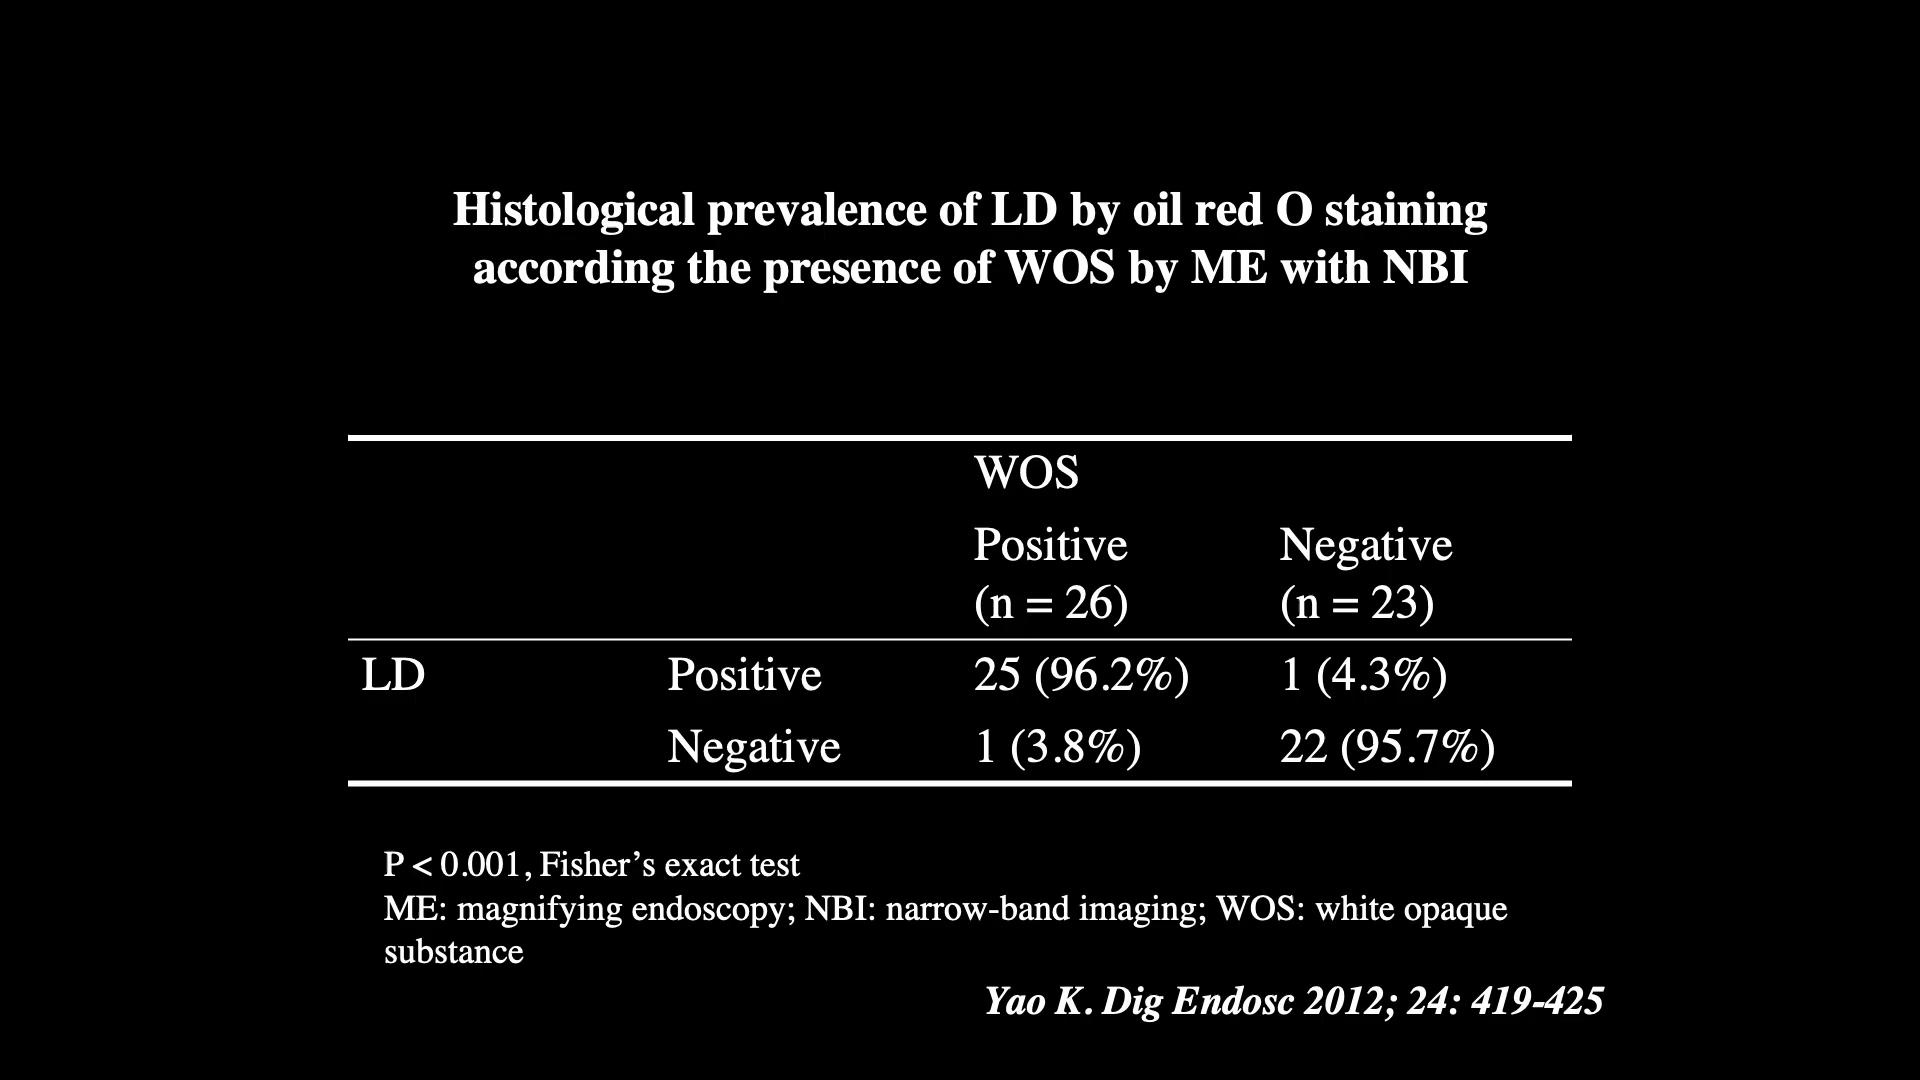 Histological prevalence of LD by oil red O staining
according the presence of WOS by ME with NBI
WOS
Positive Negative
(n = 26) (n = 23)
LD Positive 25 (96.2%) 1 (4.3%)
Negative 1 (3.8%) 22 (95.7%)
P < 0.001, Fisher’s exact test
ME: magnifying endoscopy; NBI: narrow-band imaging; WOS: white opaque
substance
Yao K. Dig Endosc 2012; 24: 419-425